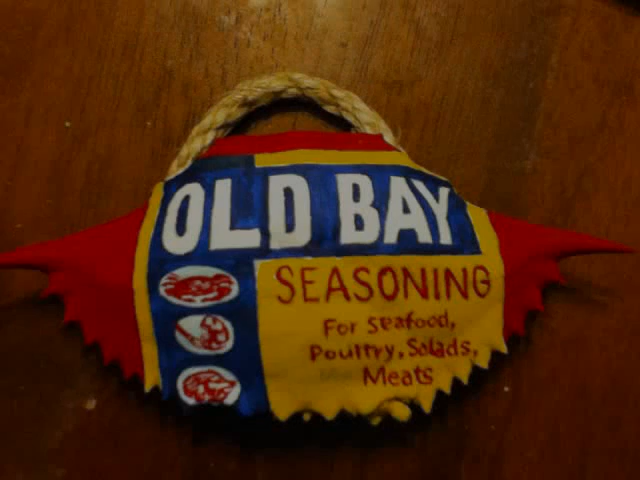 OLD BAY
SEASONING
For Seafood,
Poultry, Salads,
Meats